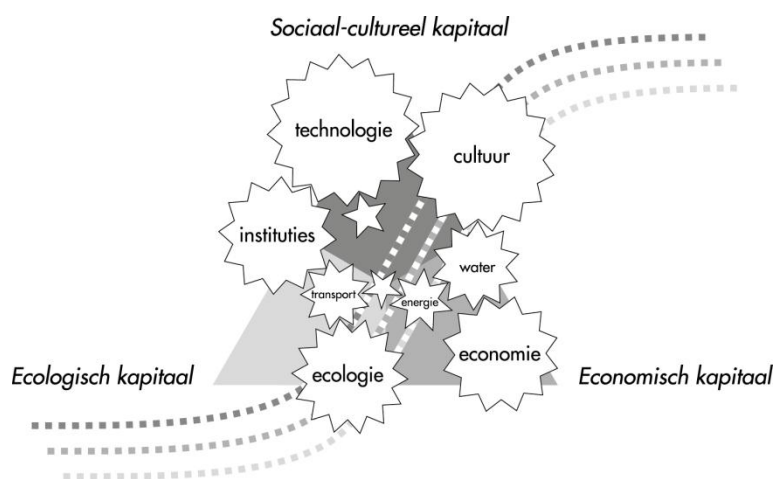 Sociaal-cultureel kapitaal
technologie
cultuur
instituties
water
transport
energie
economie
ecologie
Ecologisch kapitaal
Economisch kapitaal